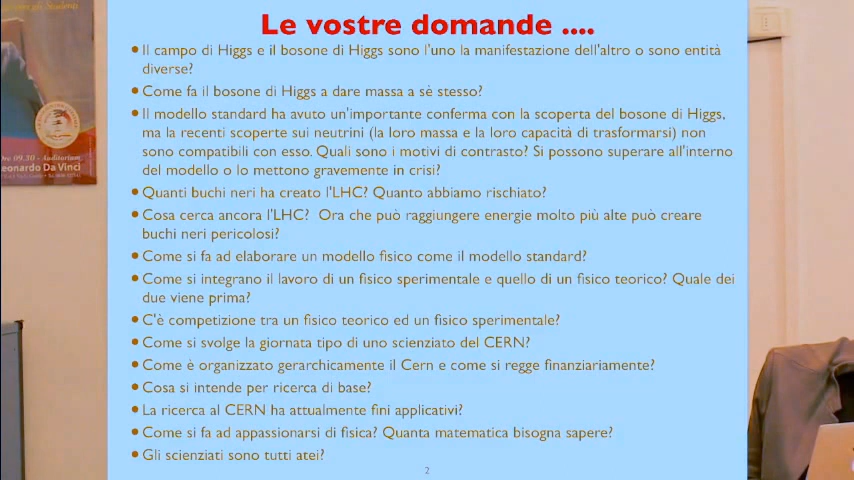 Le vostre domande ....
• Il campo di Higgs e il bosone di Higgs sono l'uno la manifestazione dell'altro o sono entità
diverse?
• Come fa il bosone di Higgs a dare massa a sè stesso?
• Il modello standard ha avuto un'importante conferma con la scoperta del bosone di Higgs,
ma la recenti scoperte sui neutrini (la loro massa e la loro capacità di trasformarsi) non
sono compatibili con esso. Quali sono i motivi di contrasto? Si possono superare all'interno
del modello o lo mettono gravemente in crisi?
• Quanti buchi neri ha creato l'LHC? Quanto abbiamo rischiato?
• Cosa cerca ancora l'LHC? Ora che può raggiungere energie molto più alte può creare
buchi neri pericolosi?
• Come si fa ad elaborare un modello fisico come il modello standard?
• Come si integrano il lavoro di un fisico sperimentale e quello di un fisico teorico? Quale dei
due viene prima?
• C'è competizione tra un fisico teorico ed un fisico sperimentale?
• Come si svolge la giornata tipo di uno scienziato del CERN?
• Come è organizzato gerarchicamente il Cern e come si regge finanziariamente?
• Cosa si intende per ricerca di base?
• La ricerca al CERN ha attualmente fini applicativi?
• Come si fa ad appassionarsi di fisica? Quanta matematica bisogna sapere?
• Gli scienziati sono tutti atei?
2
09.30 - Auditorium
Leonardo Da Vinci